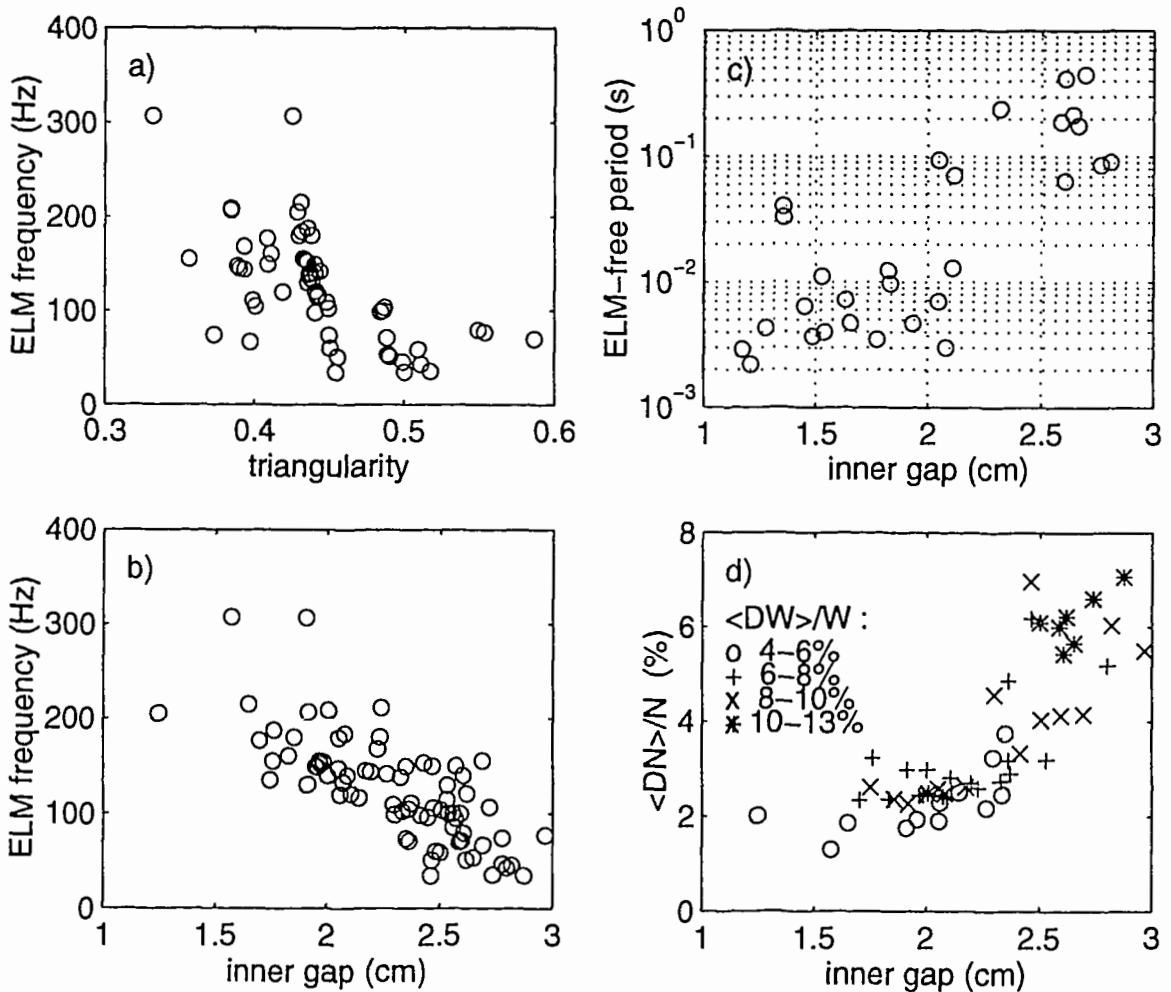 a)
ELM frequency (Hz)
400
300
200
100
0
0.3 0.4 0.5 0.6
triangularity
c)
ELM-free period (s)
10^0
10^-1
10^-2
10^-3
1 1.5 2 2.5 3
inner gap (cm)
b)
ELM frequency (Hz)
400
300
200
100
0
1 1.5 2 2.5 3
inner gap (cm)
d)
<DN>/N (%)
8
6
4
2
0
<DW>/W :
o 4-6%
+ 6-8%
x 8-10%
* 10-13%
1 1.5 2 2.5 3
inner gap (cm)